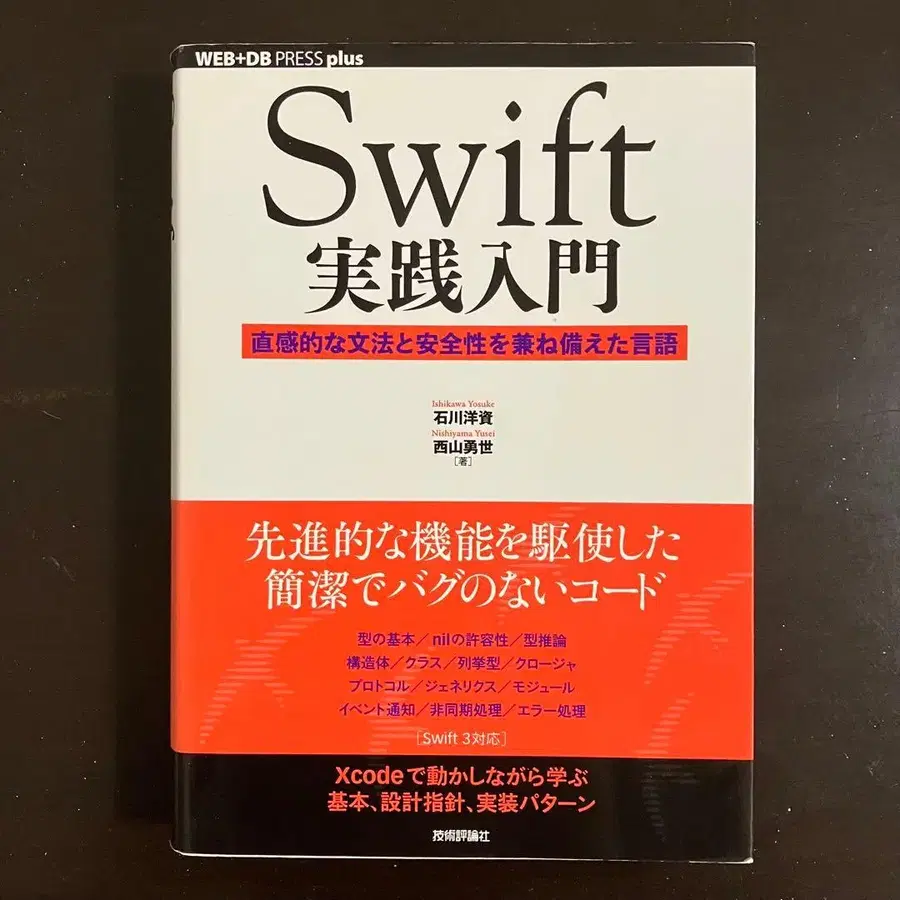 WEB+DB PRESS plus
Swift
実践入門
直感的な文法と安全性を兼ね備えた言語
Ishikawa Yosuke
石川洋資
Nishiyama Yusei
西山勇世
[著]
先進的な機能を駆使した
簡潔でバグのないコード
型の基本／nilの許容性／型推論
構造体／クラス／列挙型／クロージャ
プロトコル／ジェネリクス／モジュール
イベント通知／非同期処理／エラー処理
[Swift 3対応]
Xcodeで動かしながら学ぶ
基本、設計指針、実装パターン
技術評論社